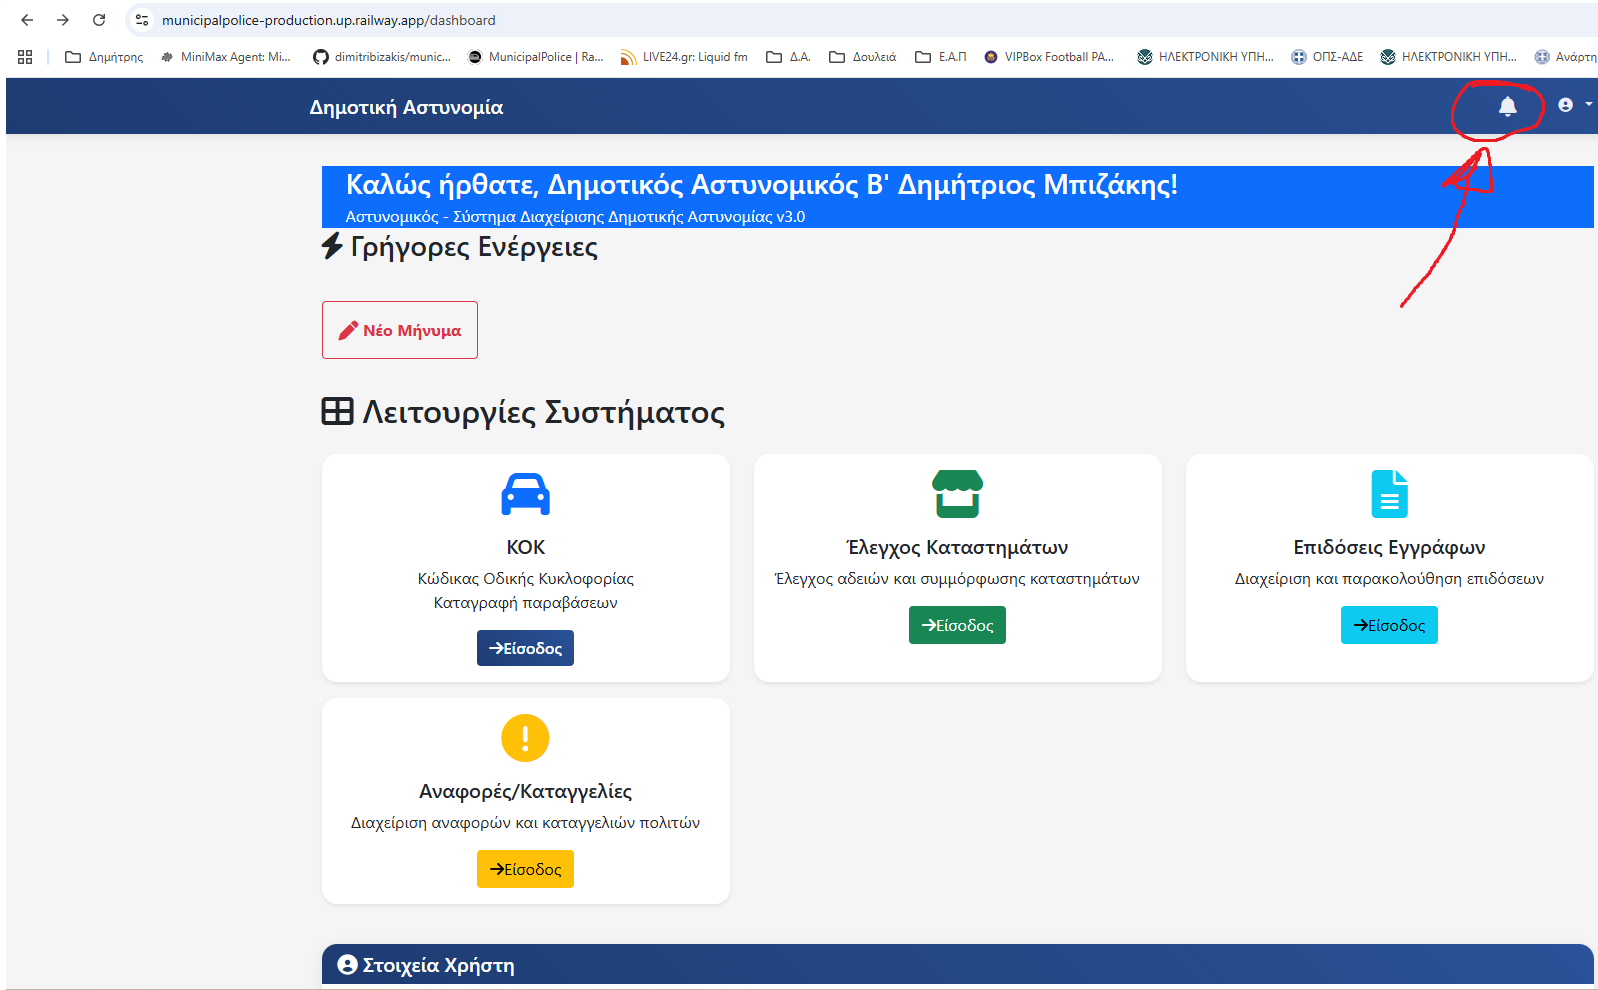 municipalpolice-production.up.railway.app/dashboard
Δημήτρης
MiniMax Agent: Mi...
dimitribizakis/munic...
MunicipalPolice | Ra...
LIVE24.gr: Liquid fm
Δ.Α.
Δουλειά
Ε.Α.Π
VIPBox Football PA...
ΗΛΕΚΤΡΟΝΙΚΗ ΥΠΗ...
ΟΠΣ-ΑΔΕ
ΗΛΕΚΤΡΟΝΙΚΗ ΥΠΗ...
Ανάρτη
Δημοτική Αστυνομία
Καλώς ήρθατε, Δημοτικός Αστυνομικός Β' Δημήτριος Μπιζάκης!
Αστυνομικός - Σύστημα Διαχείρισης Δημοτικής Αστυνομίας v3.0
Γρήγορες Ενέργειες
Νέο Μήνυμα
Λειτουργίες Συστήματος
ΚΟΚ
Κώδικας Οδικής Κυκλοφορίας
Καταγραφή παραβάσεων
Είσοδος
Έλεγχος Καταστημάτων
Έλεγχος αδειών και συμμόρφωσης καταστημάτων
Είσοδος
Επιδόσεις Εγγράφων
Διαχείριση και παρακολούθηση επιδόσεων
Είσοδος
Αναφορές/Καταγγελίες
Διαχείριση αναφορών και καταγγελιών πολιτών
Είσοδος
Στοιχεία Χρήστη